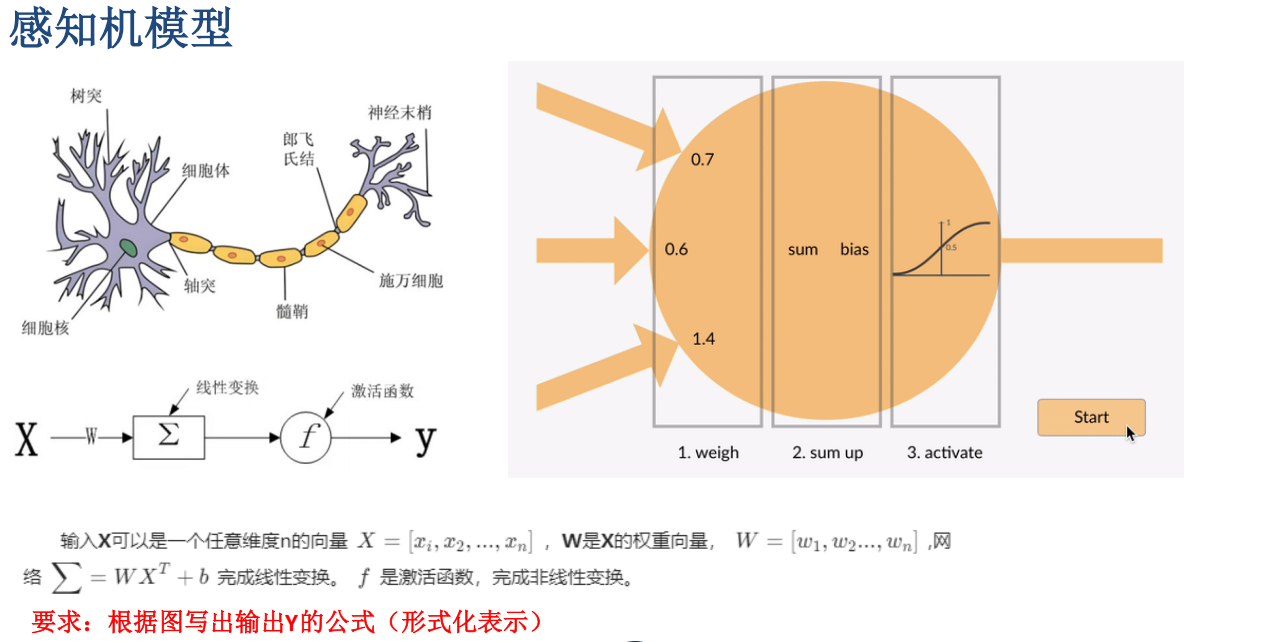 感知机模型
树突
神经末梢
郎飞
氏结
细胞体
轴突
施万细胞
髓鞘
细胞核
线性变换
激活函数
X W Σ f y
0.7
0.6
1.4
sum bias
1
0.5
1. weigh 2. sum up 3. activate
Start
输入X可以是一个任意维度n的向量 X = [x_i, x_2, ..., x_n] ,W是X的权重向量, W = [w_1, w_2..., w_n] ,网
络 ∑ = WX^T + b 完成线性变换。 f 是激活函数,完成非线性变换。
要求:根据图写出输出Y的公式(形式化表示)